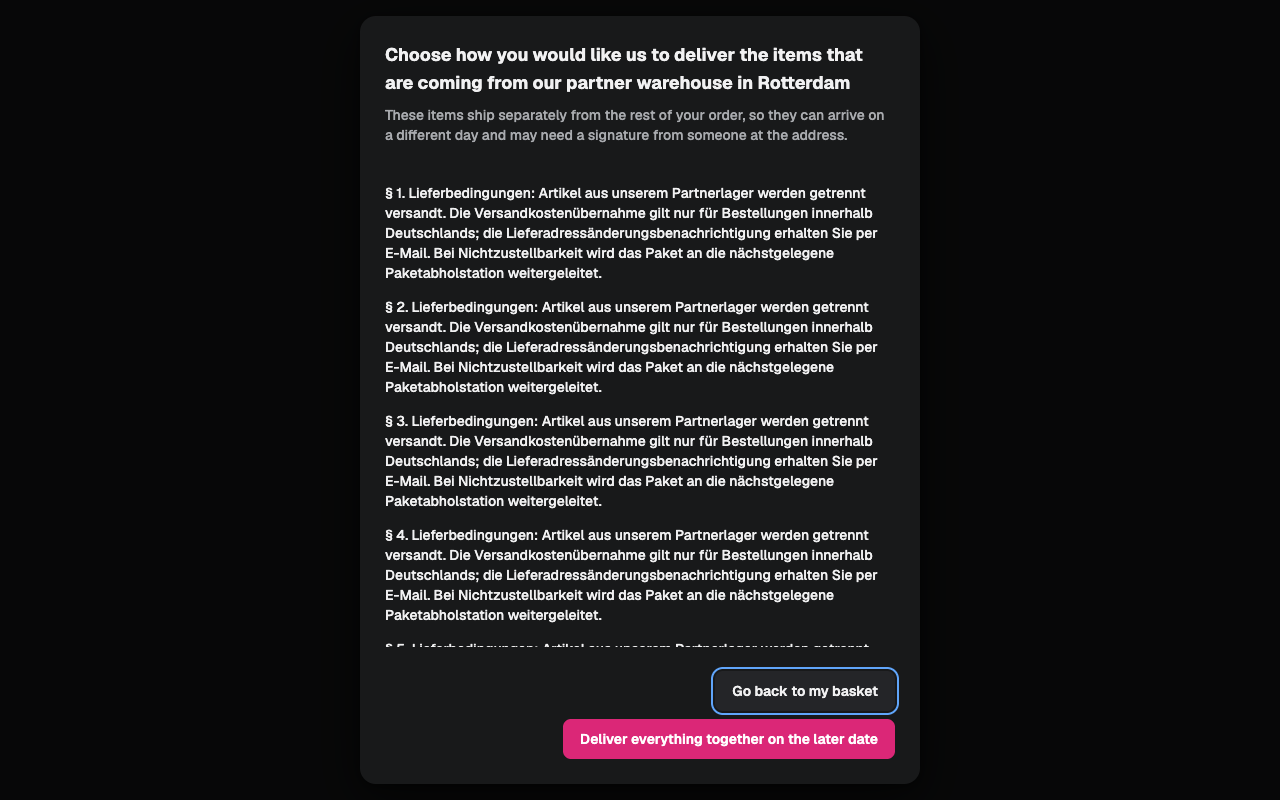 Choose how you would like us to deliver the items that
are coming from our partner warehouse in Rotterdam
These items ship separately from the rest of your order, so they can arrive on
a different day and may need a signature from someone at the address.
§ 1. Lieferbedingungen: Artikel aus unserem Partnerlager werden getrennt
versandt. Die Versandkostenübernahme gilt nur für Bestellungen innerhalb
Deutschlands; die Lieferadressänderungsbenachrichtigung erhalten Sie per
E-Mail. Bei Nichtzustellbarkeit wird das Paket an die nächstgelegene
Paketabholstation weitergeleitet.
§ 2. Lieferbedingungen: Artikel aus unserem Partnerlager werden getrennt
versandt. Die Versandkostenübernahme gilt nur für Bestellungen innerhalb
Deutschlands; die Lieferadressänderungsbenachrichtigung erhalten Sie per
E-Mail. Bei Nichtzustellbarkeit wird das Paket an die nächstgelegene
Paketabholstation weitergeleitet.
§ 3. Lieferbedingungen: Artikel aus unserem Partnerlager werden getrennt
versandt. Die Versandkostenübernahme gilt nur für Bestellungen innerhalb
Deutschlands; die Lieferadressänderungsbenachrichtigung erhalten Sie per
E-Mail. Bei Nichtzustellbarkeit wird das Paket an die nächstgelegene
Paketabholstation weitergeleitet.
§ 4. Lieferbedingungen: Artikel aus unserem Partnerlager werden getrennt
versandt. Die Versandkostenübernahme gilt nur für Bestellungen innerhalb
Deutschlands; die Lieferadressänderungsbenachrichtigung erhalten Sie per
E-Mail. Bei Nichtzustellbarkeit wird das Paket an die nächstgelegene
Paketabholstation weitergeleitet.
Go back to my basket
Deliver everything together on the later date